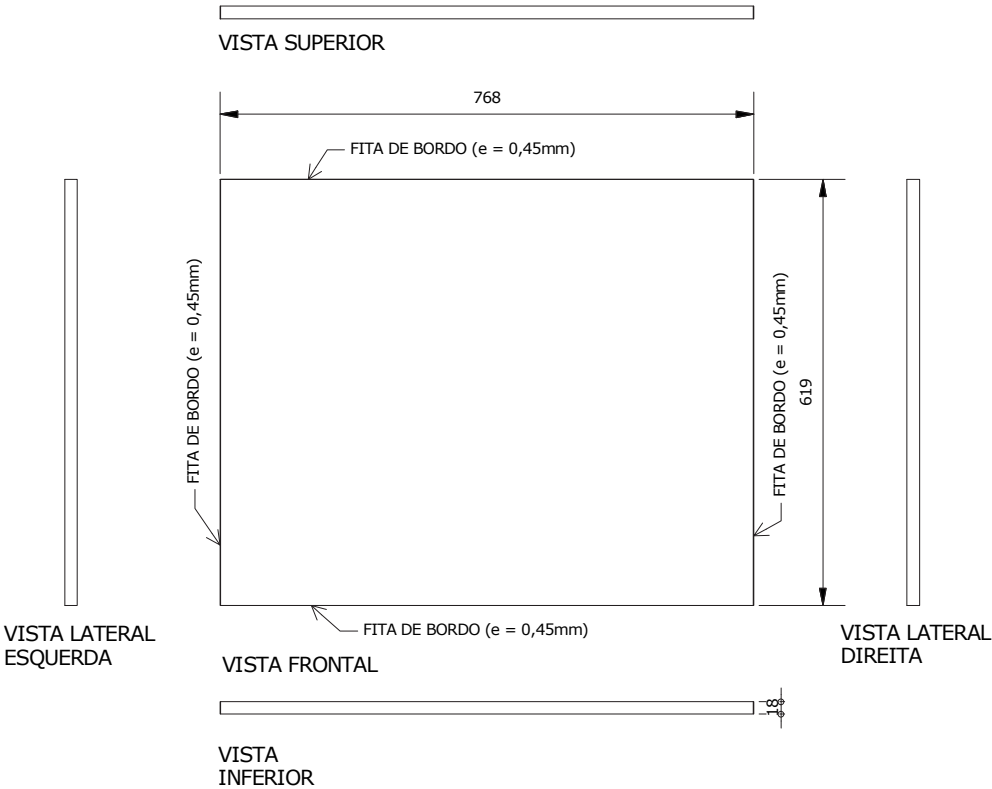 VISTA SUPERIOR
768
FITA DE BORDO (e = 0,45mm)
FITA DE BORDO (e = 0,45mm)
FITA DE BORDO (e = 0,45mm)
619
FITA DE BORDO (e = 0,45mm)
VISTA LATERAL
ESQUERDA
VISTA FRONTAL
VISTA LATERAL
DIREITA
18
VISTA
INFERIOR